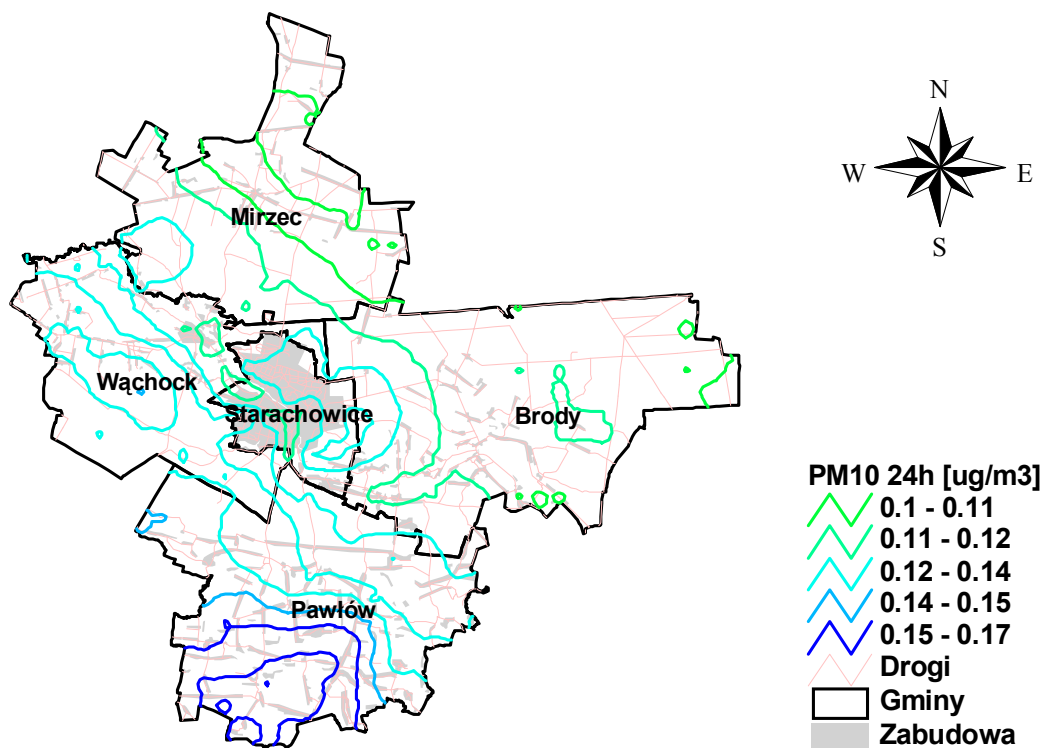 N
W
E
S
Mirzec
Wąchock
Starachowice
Brody
Pawłów
PM10 24h [ug/m3]
0.1 - 0.11
0.11 - 0.12
0.12 - 0.14
0.14 - 0.15
0.15 - 0.17
Drogi
Gminy
Zabudowa